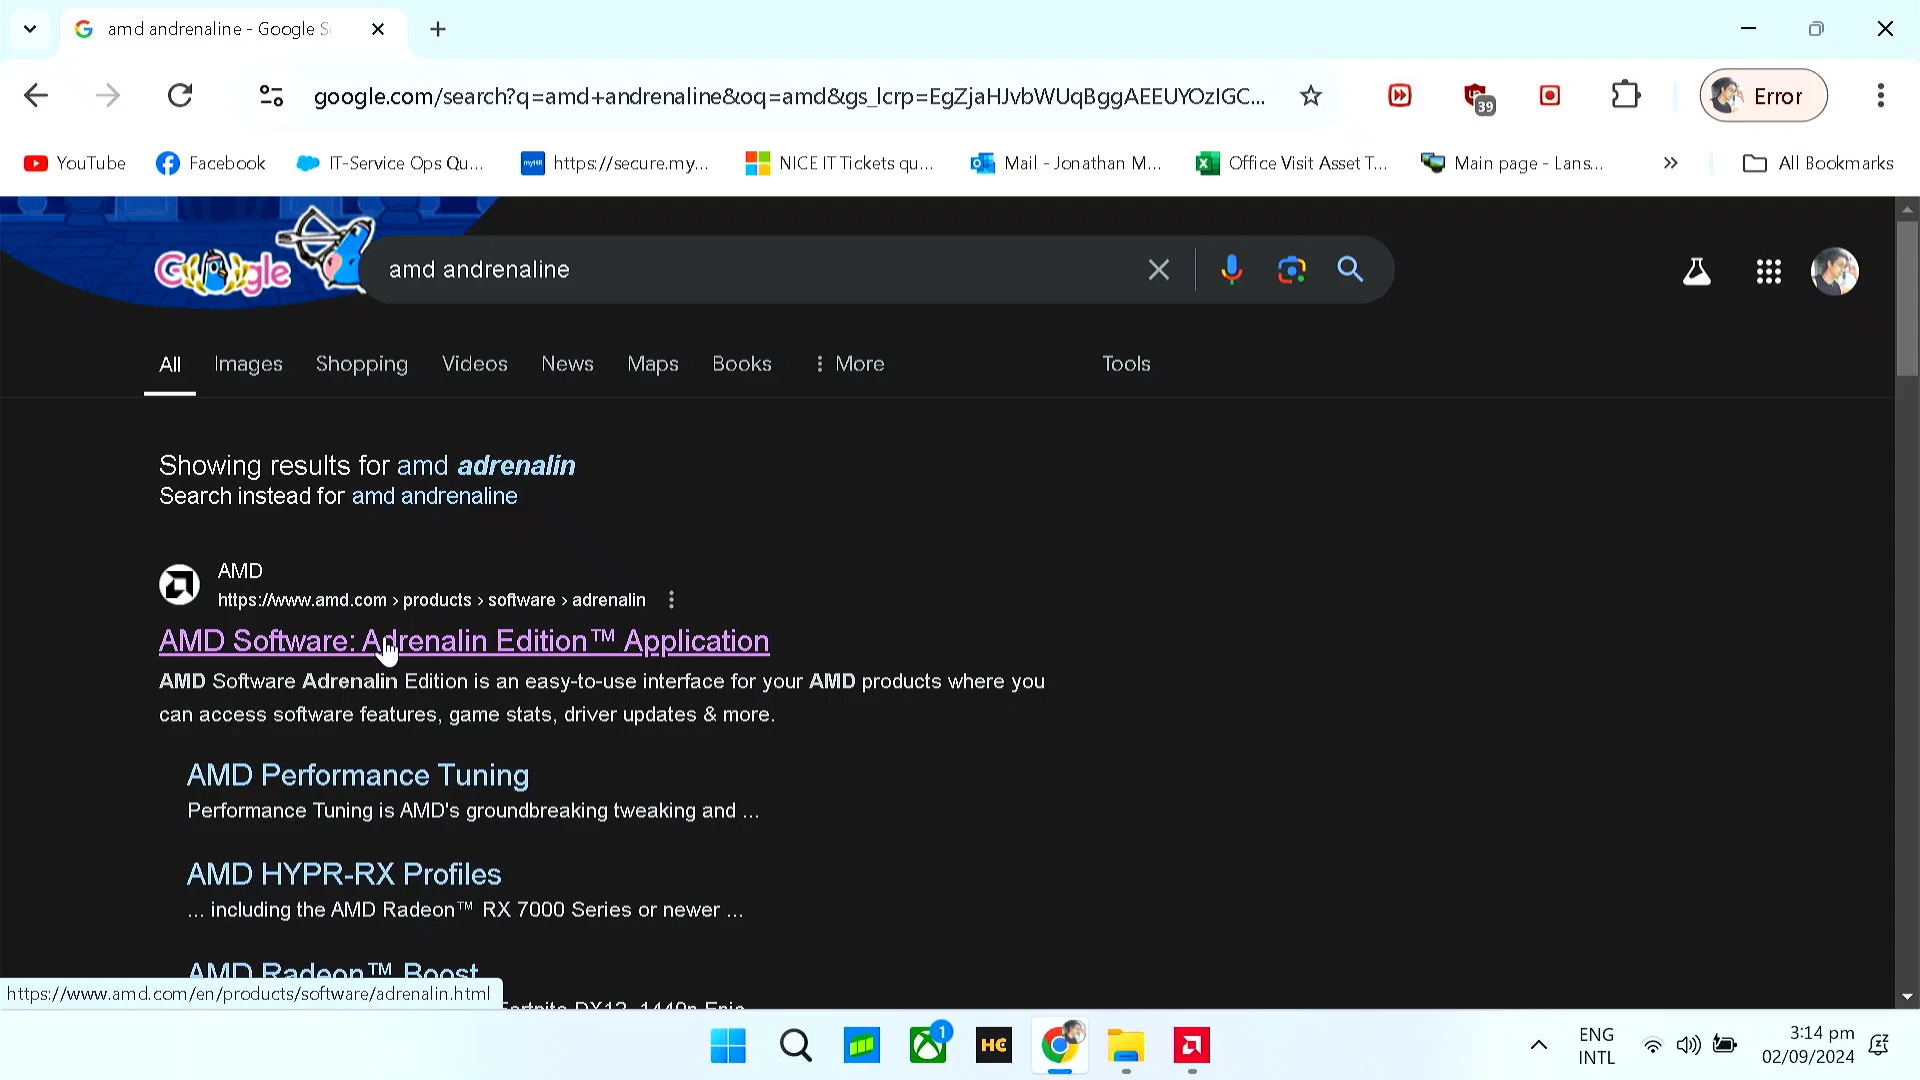 amd andrenaline - Google S
google.com/search?q=amd+andrenaline&oq=amd&gs_lcrp=EgZjaHJvbWUqBggAEEUYOzIGC...
39
Error
YouTube
Facebook
IT-Service Ops Qu...
myHR
https://secure.my...
NICE IT Tickets qu...
Mail - Jonathan M...
Office Visit Asset T...
Main page - Lans...
»
All Bookmarks
Google
amd andrenaline
All
Images
Shopping
Videos
News
Maps
Books
More
Tools
Showing results for amd adrenalin
Search instead for amd andrenaline
AMD
https://www.amd.com › products › software › adrenalin
AMD Software: Adrenalin Edition™ Application
AMD Software Adrenalin Edition is an easy-to-use interface for your AMD products where you
can access software features, game stats, driver updates & more.
AMD Performance Tuning
Performance Tuning is AMD's groundbreaking tweaking and ...
AMD HYPR-RX Profiles
... including the AMD Radeon™ RX 7000 Series or newer ...
AMD Radeon™ Boost
Fortnite DX12, 1440p Epic
https://www.amd.com/en/products/software/adrenalin.html
1
HC
ENG
INTL
3:14 pm
02/09/2024